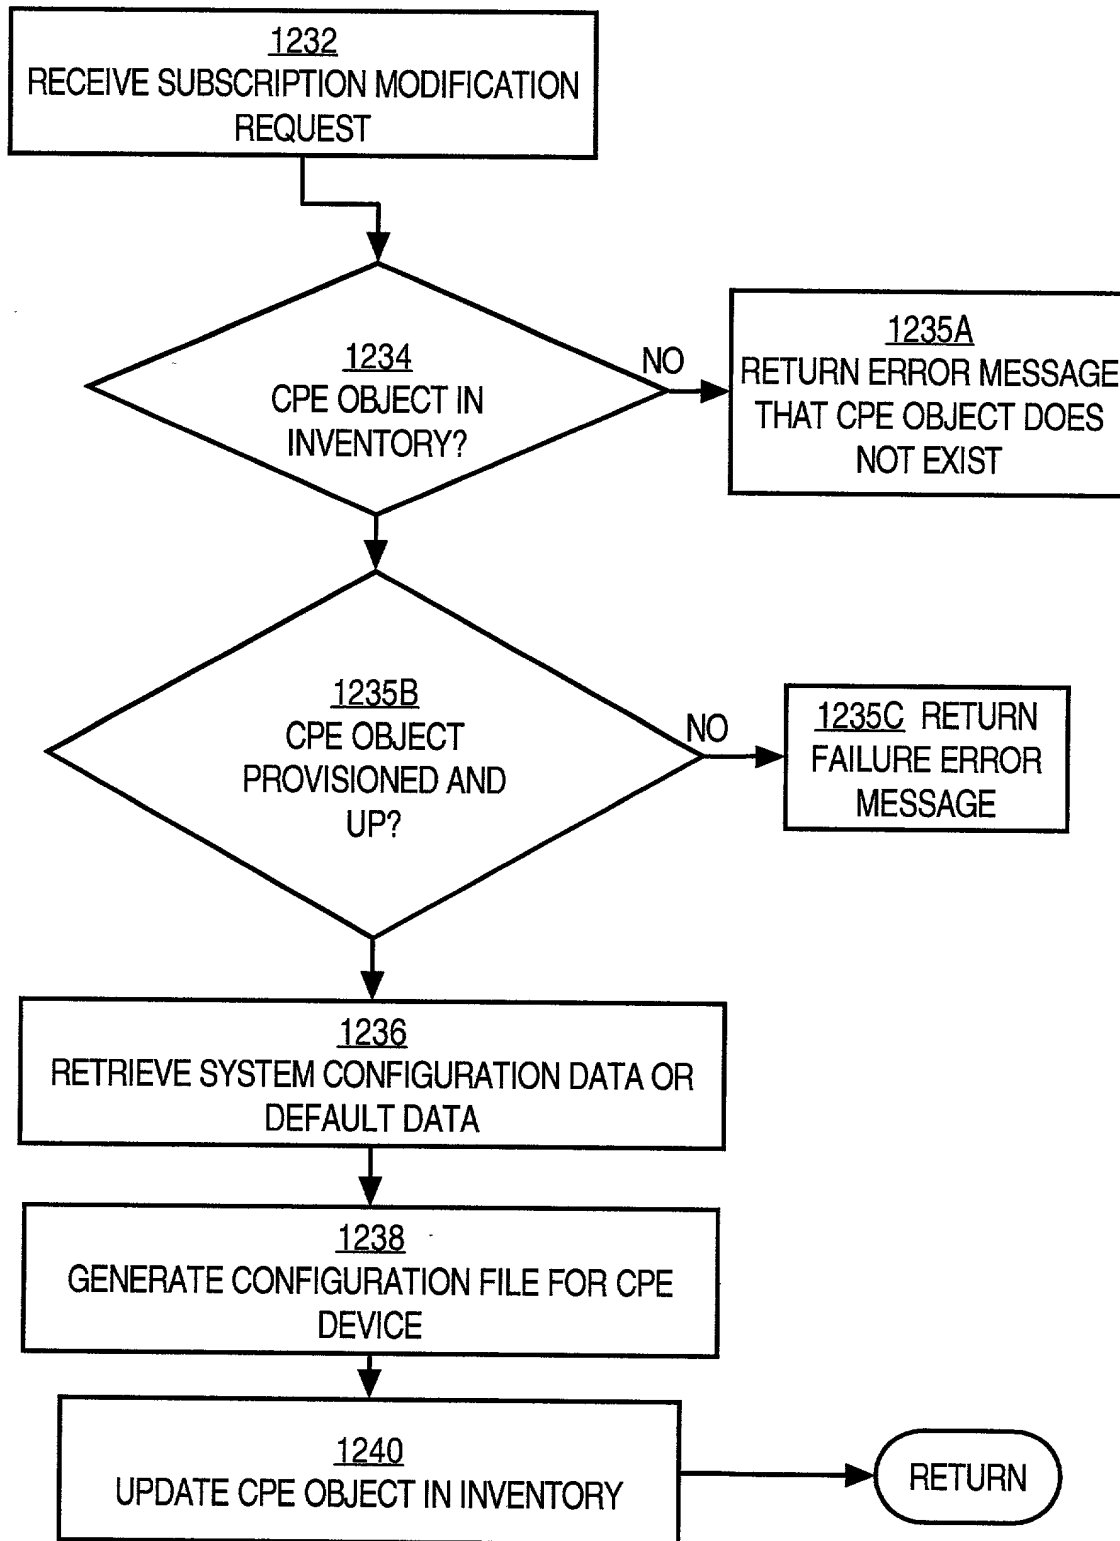 1232
RECEIVE SUBSCRIPTION MODIFICATION
REQUEST
1234
CPE OBJECT IN
INVENTORY?
NO
1235A
RETURN ERROR MESSAGE
THAT CPE OBJECT DOES
NOT EXIST
1235B
CPE OBJECT
PROVISIONED AND
UP?
NO
1235C RETURN
FAILURE ERROR
MESSAGE
1236
RETRIEVE SYSTEM CONFIGURATION DATA OR
DEFAULT DATA
1238
GENERATE CONFIGURATION FILE FOR CPE
DEVICE
1240
UPDATE CPE OBJECT IN INVENTORY
RETURN